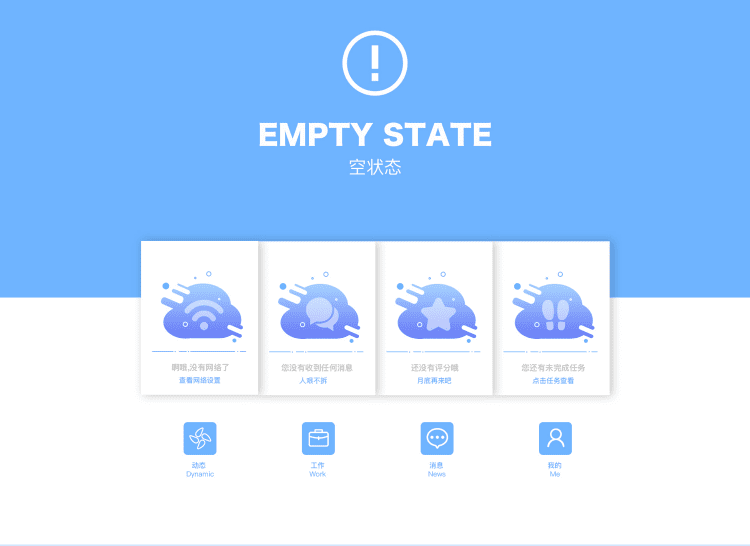 EMPTY STATE
空状态
啊哦,没有网络了
查看网络设置
您没有收到任何消息
人艰不拆
还没有评分哦
月底再来吧
您还有未完成任务
点击任务查看
动态
Dynamic
工作
Work
消息
News
我的
Me